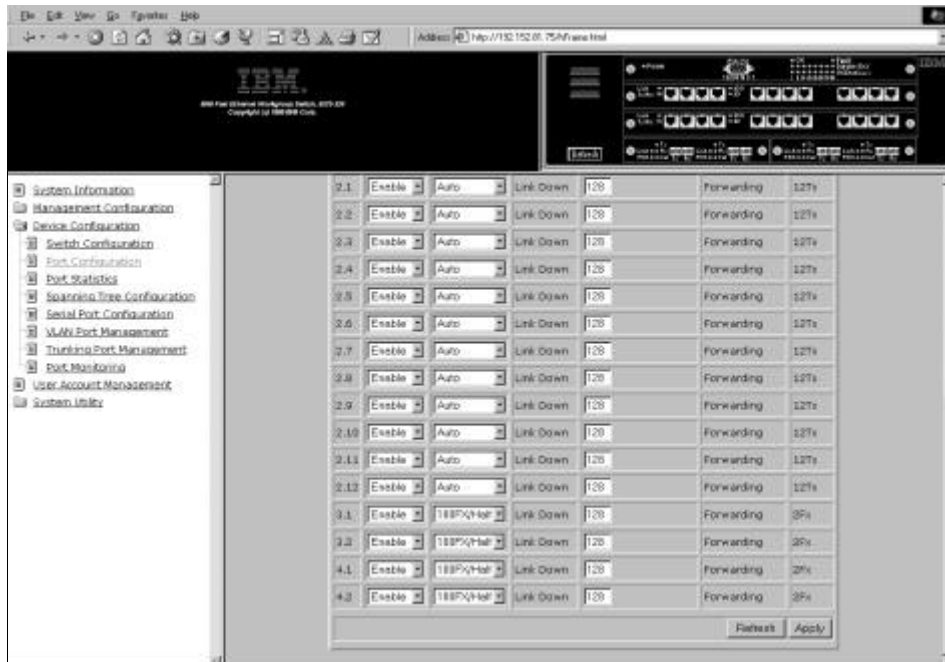 File Edit View Go Favorites Help
IBM
IBM Fast Ethernet Workgroup Switch,
Refresh
System Information
Management Configuration
Device Configuration
Switch Configuration
Port Configuration
Port Statistics
Spanning Tree Configuration
Serial Port Configuration
VLAN Port Management
Trunking Port Management
Port Monitoring
User Account Management
System Utility
2.1 Enable Auto Link Down 128 Forwarding 12Tx
2.2 Enable Auto Link Down 128 Forwarding 12Tx
2.3 Enable Auto Link Down 128 Forwarding 12Tx
2.4 Enable Auto Link Down 128 Forwarding 12Tx
2.5 Enable Auto Link Down 128 Forwarding 12Tx
2.6 Enable Auto Link Down 128 Forwarding 12Tx
2.7 Enable Auto Link Down 128 Forwarding 12Tx
2.8 Enable Auto Link Down 128 Forwarding 12Tx
2.9 Enable Auto Link Down 128 Forwarding 12Tx
2.10 Enable Auto Link Down 128 Forwarding 12Tx
2.11 Enable Auto Link Down 128 Forwarding 12Tx
2.12 Enable Auto Link Down 128 Forwarding 12Tx
3.1 Enable 100FX/Half Link Down 128 Forwarding 2Fx
3.2 Enable 100FX/Half Link Down 128 Forwarding 2Fx
4.1 Enable 100FX/Half Link Down 128 Forwarding 2Fx
4.2 Enable 100FX/Half Link Down 128 Forwarding 2Fx
Refresh Apply